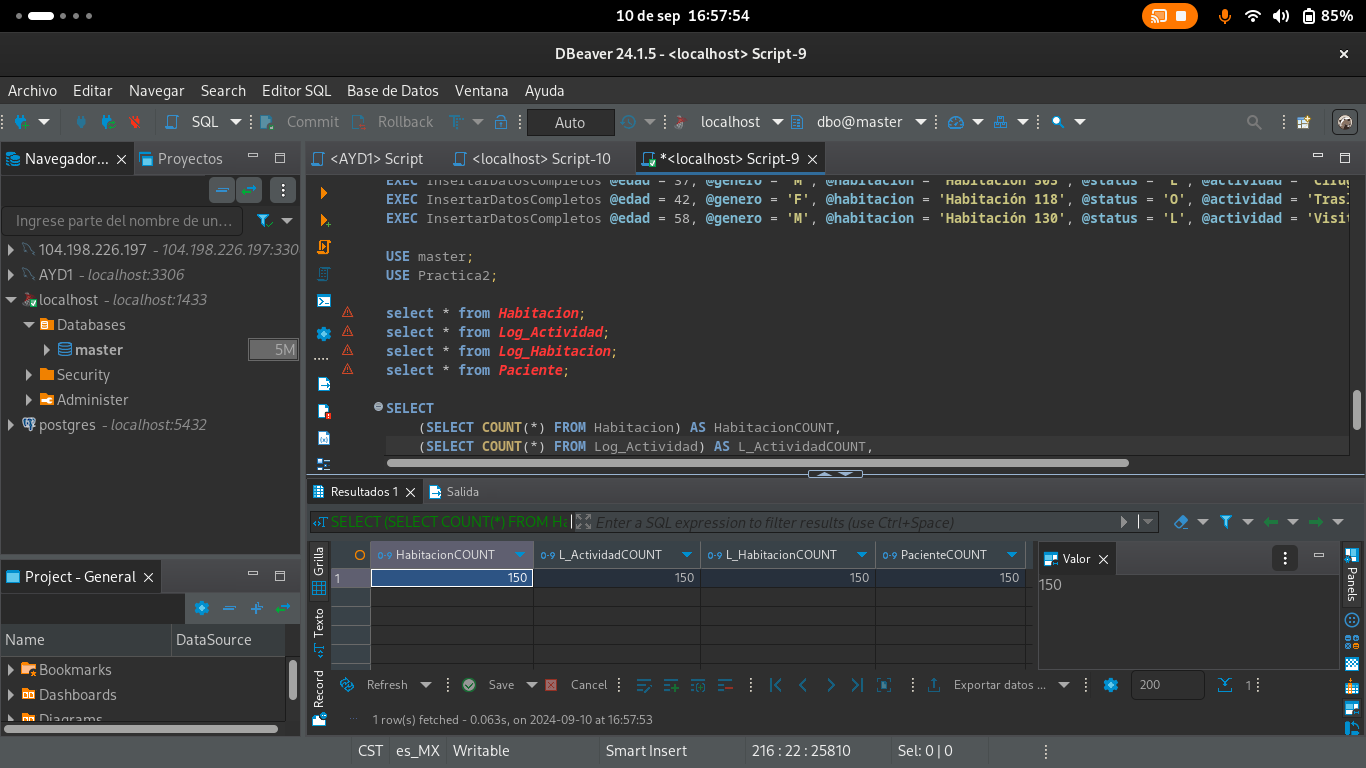 10 de sep 16:57:54
85%
DBeaver 24.1.5 - <localhost> Script-9
Archivo Editar Navegar Search Editor SQL Base de Datos Ventana Ayuda
SQL Commit Rollback Auto localhost dbo@master
Navegador... Proyectos
Ingrese parte del nombre de un...
104.198.226.197 - 104.198.226.197:330
AYD1 - localhost:3306
localhost - localhost:1433
Databases
master 5M
Security
Administer
postgres - localhost:5432
Project - General
Name DataSource
Bookmarks
Dashboards
Diagrams
<AYD1> Script <localhost> Script-10 *<localhost> Script-9
EXEC InsertarDatosCompletos @edad = 37, @genero = 'M', @habitacion = 'Habitación 303', @status = 'L', @actividad = 'Cirug
EXEC InsertarDatosCompletos @edad = 42, @genero = 'F', @habitacion = 'Habitación 118', @status = 'O', @actividad = 'Tras
EXEC InsertarDatosCompletos @edad = 58, @genero = 'M', @habitacion = 'Habitación 130', @status = 'L', @actividad = 'Visit
USE master;
USE Practica2;
select * from Habitacion;
select * from Log_Actividad;
select * from Log_Habitacion;
select * from Paciente;
SELECT
(SELECT COUNT(*) FROM Habitacion) AS HabitacionCOUNT,
(SELECT COUNT(*) FROM Log_Actividad) AS L_ActividadCOUNT,
Resultados 1 Salida
SELECT (SELECT COUNT(*) FROM Ha Enter a SQL expression to filter results (use Ctrl+Space)
Grilla
Texto
Record
HabitacionCOUNT L_ActividadCOUNT L_HabitacionCOUNT PacienteCOUNT
1 150 150 150 150
Valor
150
Panels
Refresh Save Cancel Exportar datos ... 200 1
1 row(s) fetched - 0.063s, on 2024-09-10 at 16:57:53
CST es_MX Writable Smart Insert 216 : 22 : 25810 Sel: 0 | 0